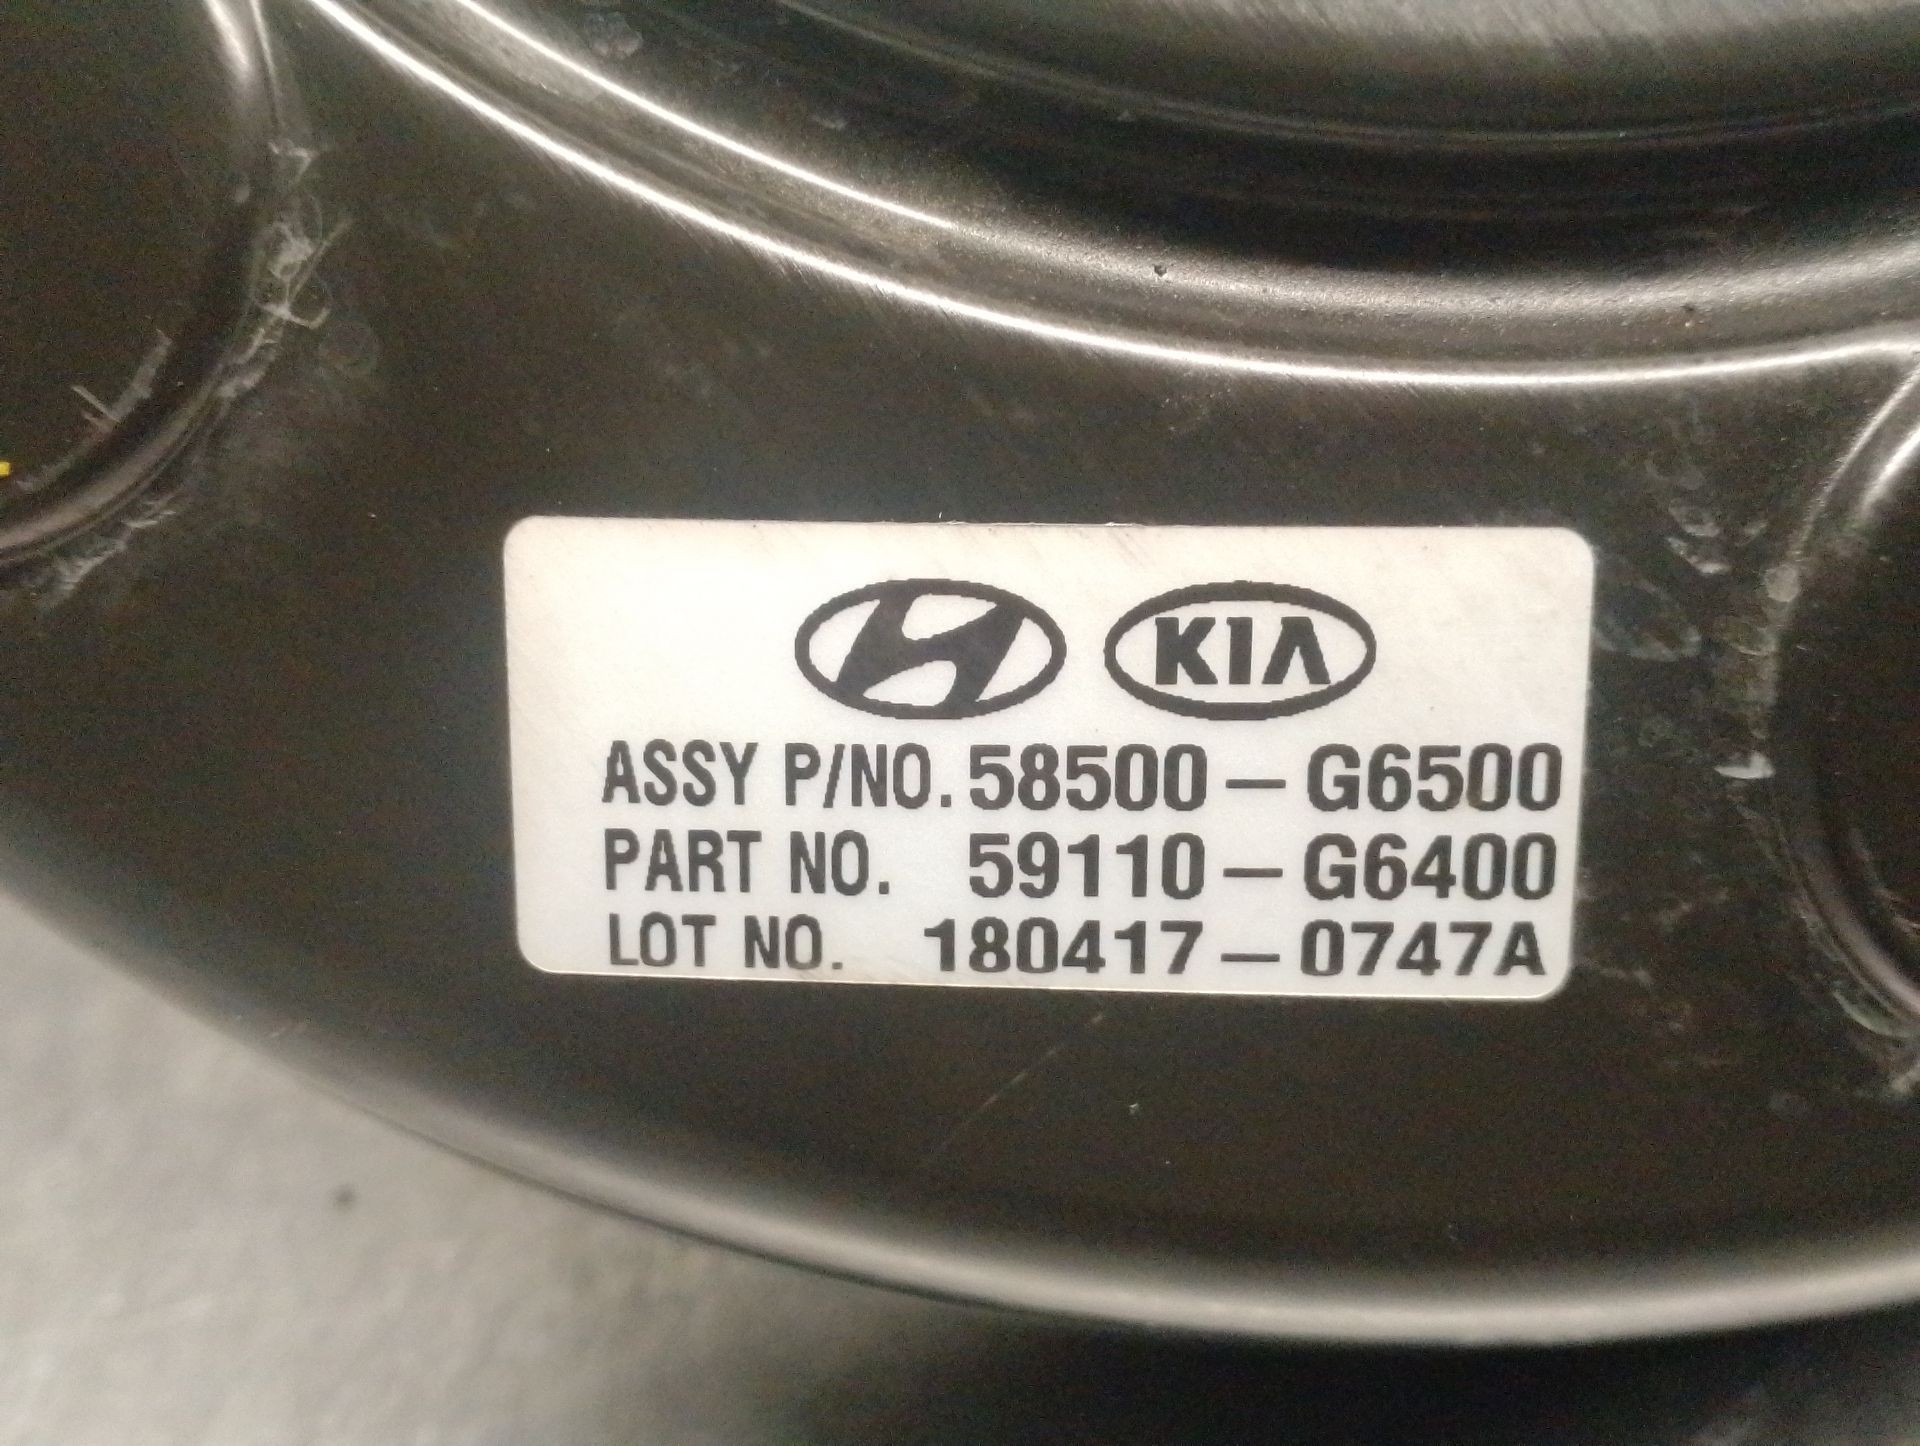 KIA
ASSY P/NO. 58500-G6500
PART NO. 59110-G6400
LOT NO. 180417-0747A